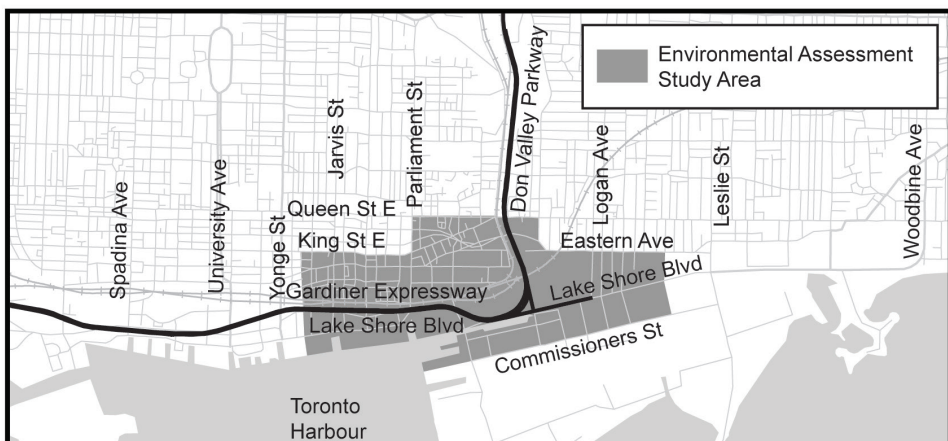 Environmental Assessment
Study Area
Spadina Ave
University Ave
Yonge St
Jarvis St
Parliament St
Don Valley Parkway
Logan Ave
Leslie St
Woodbine Ave
Queen St E
King St E
Eastern Ave
Gardiner Expressway
Lake Shore Blvd
Lake Shore Blvd
Commissioners St
Toronto
Harbour